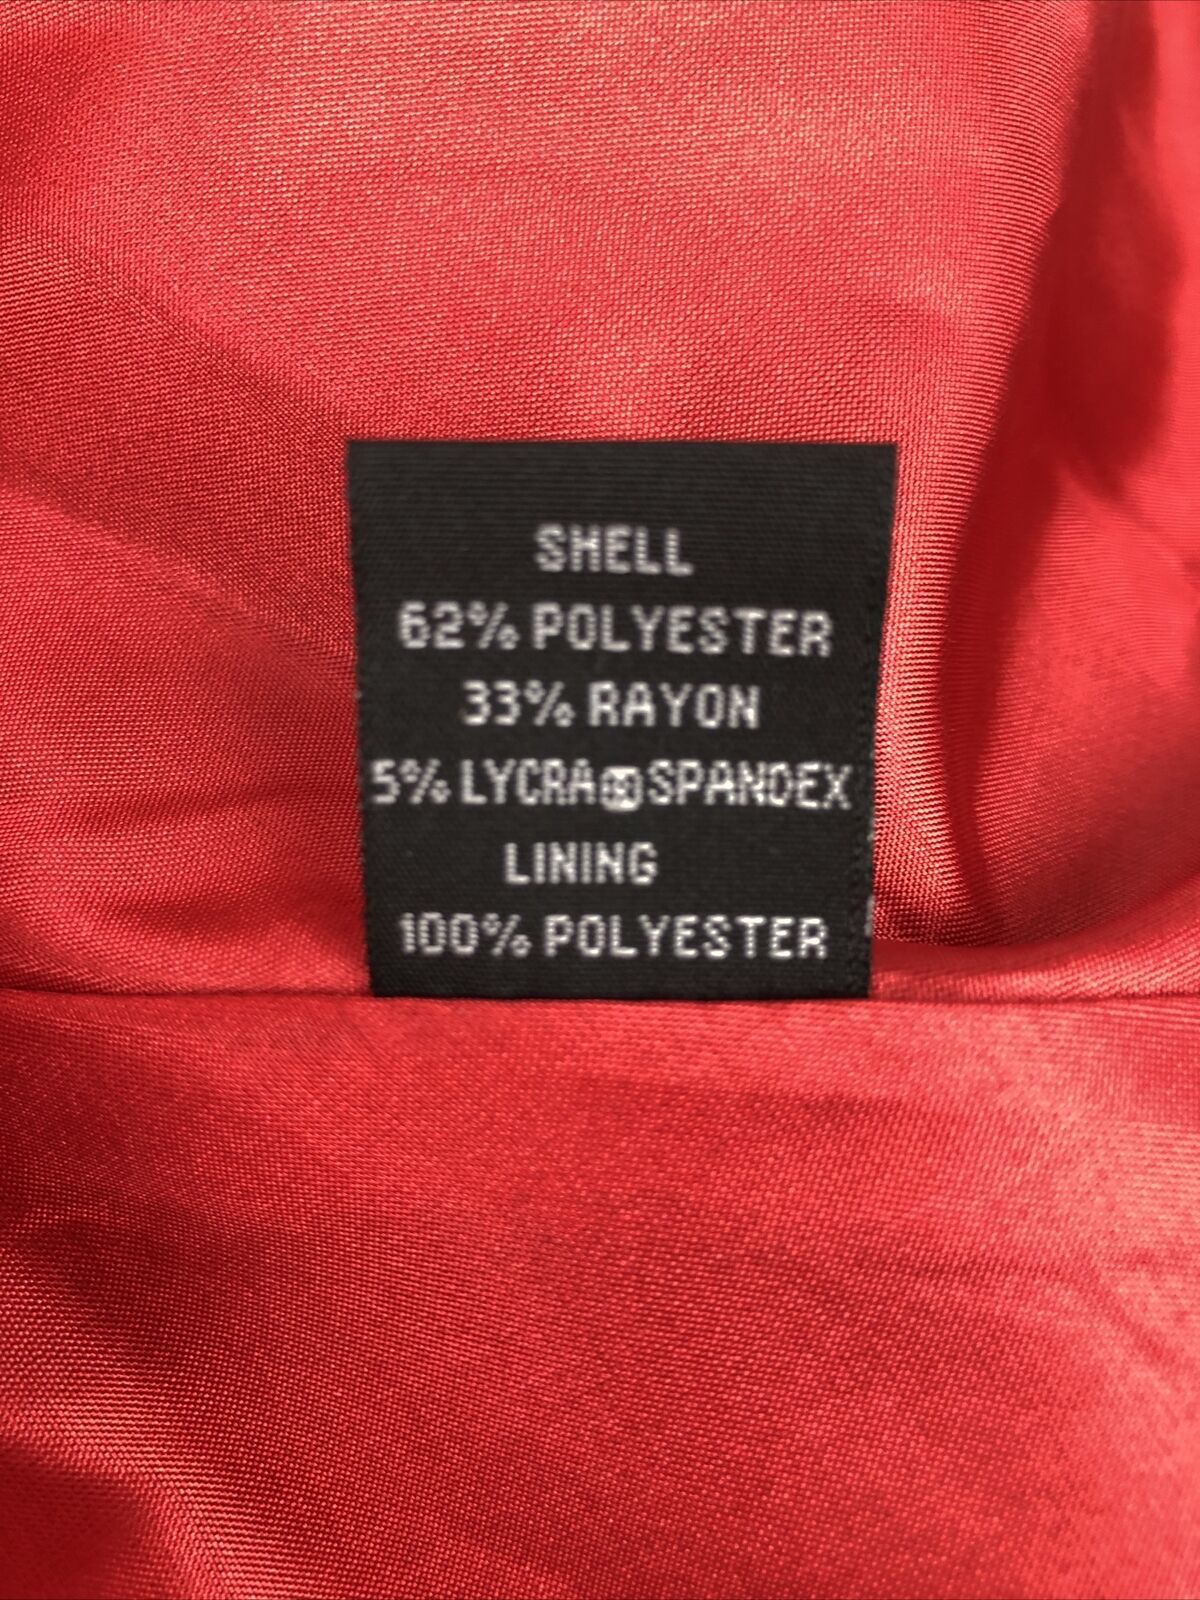 SHELL
62% POLYESTER
33% RAYON
5% LYCRA®SPANDEX
LINING
100% POLYESTER